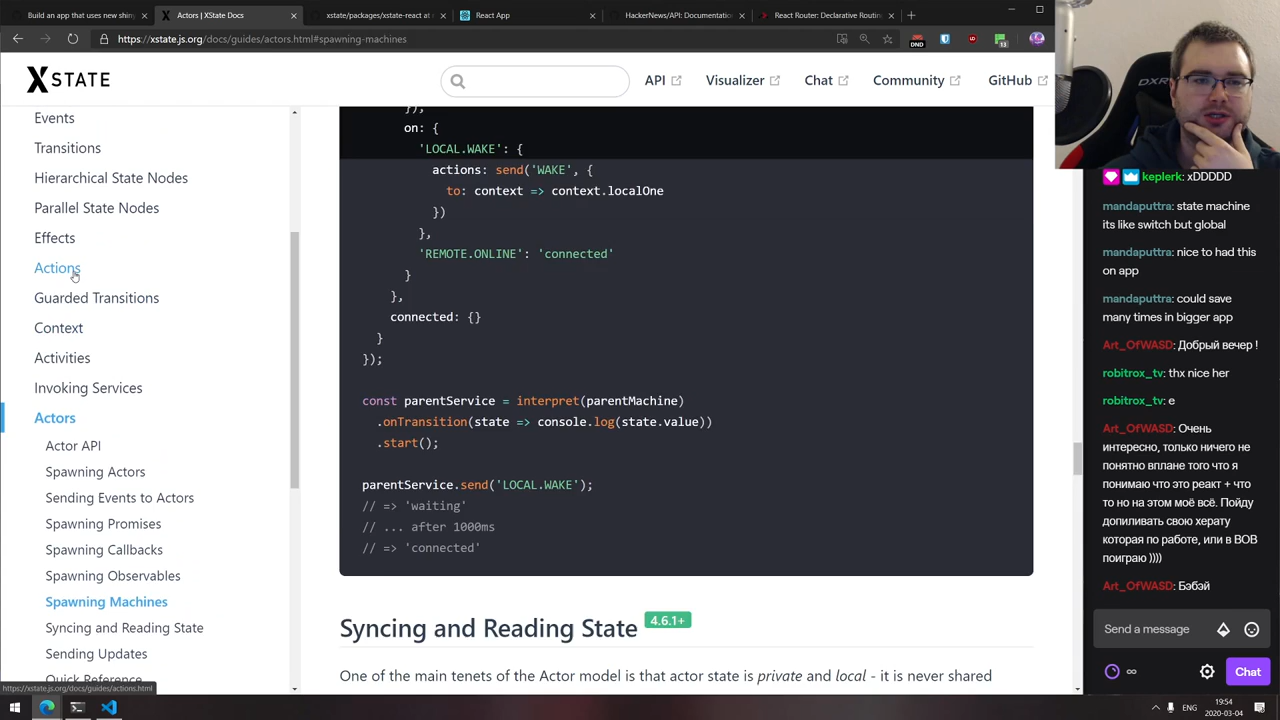 Build an app that uses new shiny
Actors | XState Docs
xstate/packages/xstate-react at
React App
HackerNews/API: Documentation
React Router: Declarative Routing
https://xstate.js.org/docs/guides/actors.html#spawning-machines
DND
13
XSTATE
API
Visualizer
Chat
Community
GitHub
DXR
Events
Transitions
Hierarchical State Nodes
Parallel State Nodes
Effects
Actions
Guarded Transitions
Context
Activities
Invoking Services
Actors
Actor API
Spawning Actors
Sending Events to Actors
Spawning Promises
Spawning Callbacks
Spawning Observables
Spawning Machines
Syncing and Reading State
Sending Updates
Quick Reference
https://xstate.js.org/docs/guides/actions.html
}),
on: {
'LOCAL.WAKE': {
actions: send('WAKE', {
to: context => context.localOne
})
},
'REMOTE.ONLINE': 'connected'
}
},
connected: {}
}
});
const parentService = interpret(parentMachine)
.onTransition(state => console.log(state.value))
.start();
parentService.send('LOCAL.WAKE');
// => 'waiting'
// ... after 1000ms
// => 'connected'
Syncing and Reading State 4.6.1+
One of the main tenets of the Actor model is that actor state is private and local - it is never shared
keplerk: xDDDDD
mandaputtra: state machine
its like switch but global
mandaputtra: nice to had this
on app
mandaputtra: could save
many times in bigger app
Art_OfWASD: Добрый вечер !
robitrox_tv: thx nice her
robitrox_tv: e
Art_OfWASD: Очень
интересно, только ничего не
понятно вплане того что я
понимаю что это реакт + что
то но на этом моё всё. Пойду
допиливать свою херату
которая по работе, или в ВОВ
поиграю ))))
Art_OfWASD: Бэбэй
Send a message
∞
Chat
ENG
19:54
2020-03-04